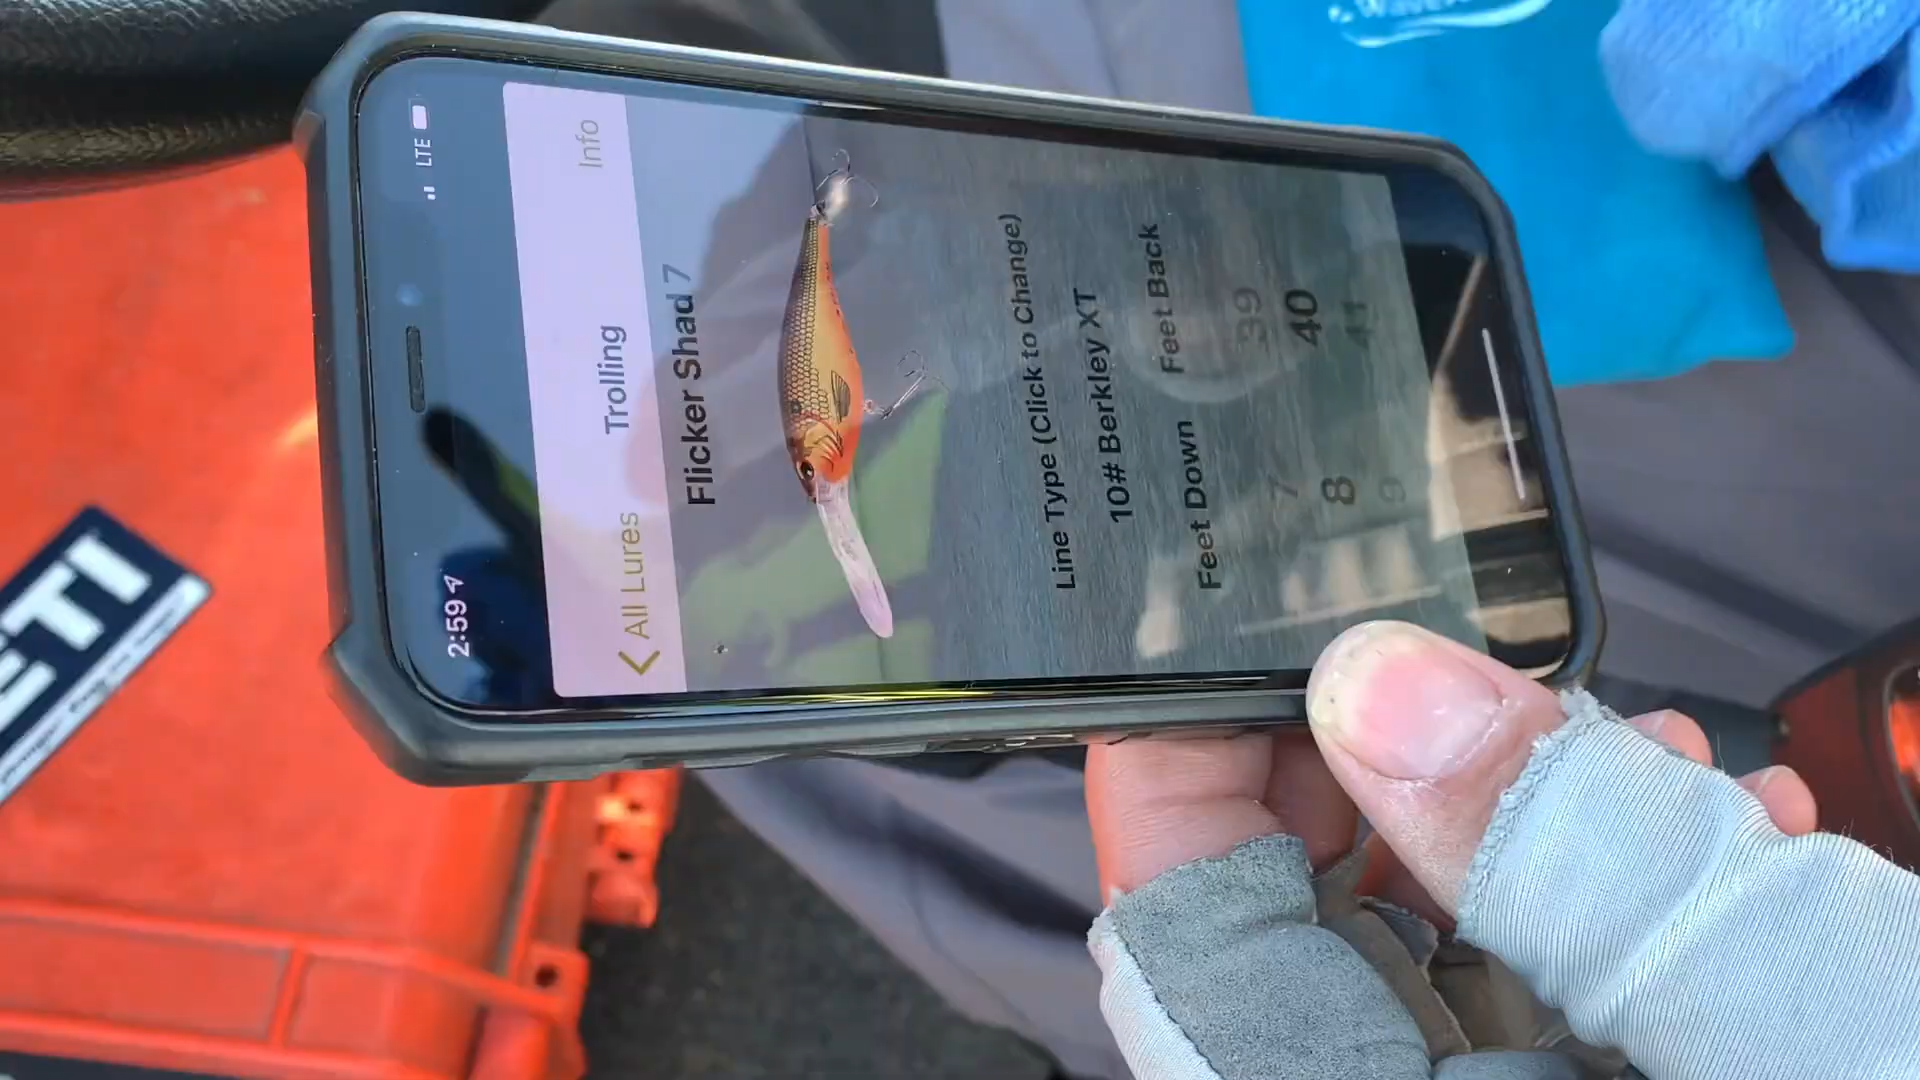 2:59
LTE
All Lures
Trolling
Info
Flicker Shad 7
Line Type (Click to Change)
10# Berkley XT
Feet Down
Feet Back
7
39
8
40
9
41
YETI